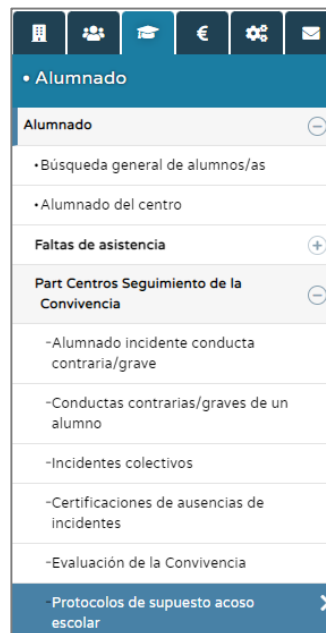 €
• Alumnado
Alumnado
•Búsqueda general de alumnos/as
•Alumnado del centro
Faltas de asistencia
Part Centros Seguimiento de la
Convivencia
-Alumnado incidente conducta
contraria/grave
-Conductas contrarias/graves de un
alumno
-Incidentes colectivos
-Certificaciones de ausencias de
incidentes
-Evaluación de la Convivencia
-Protocolos de supuesto acoso
escolar